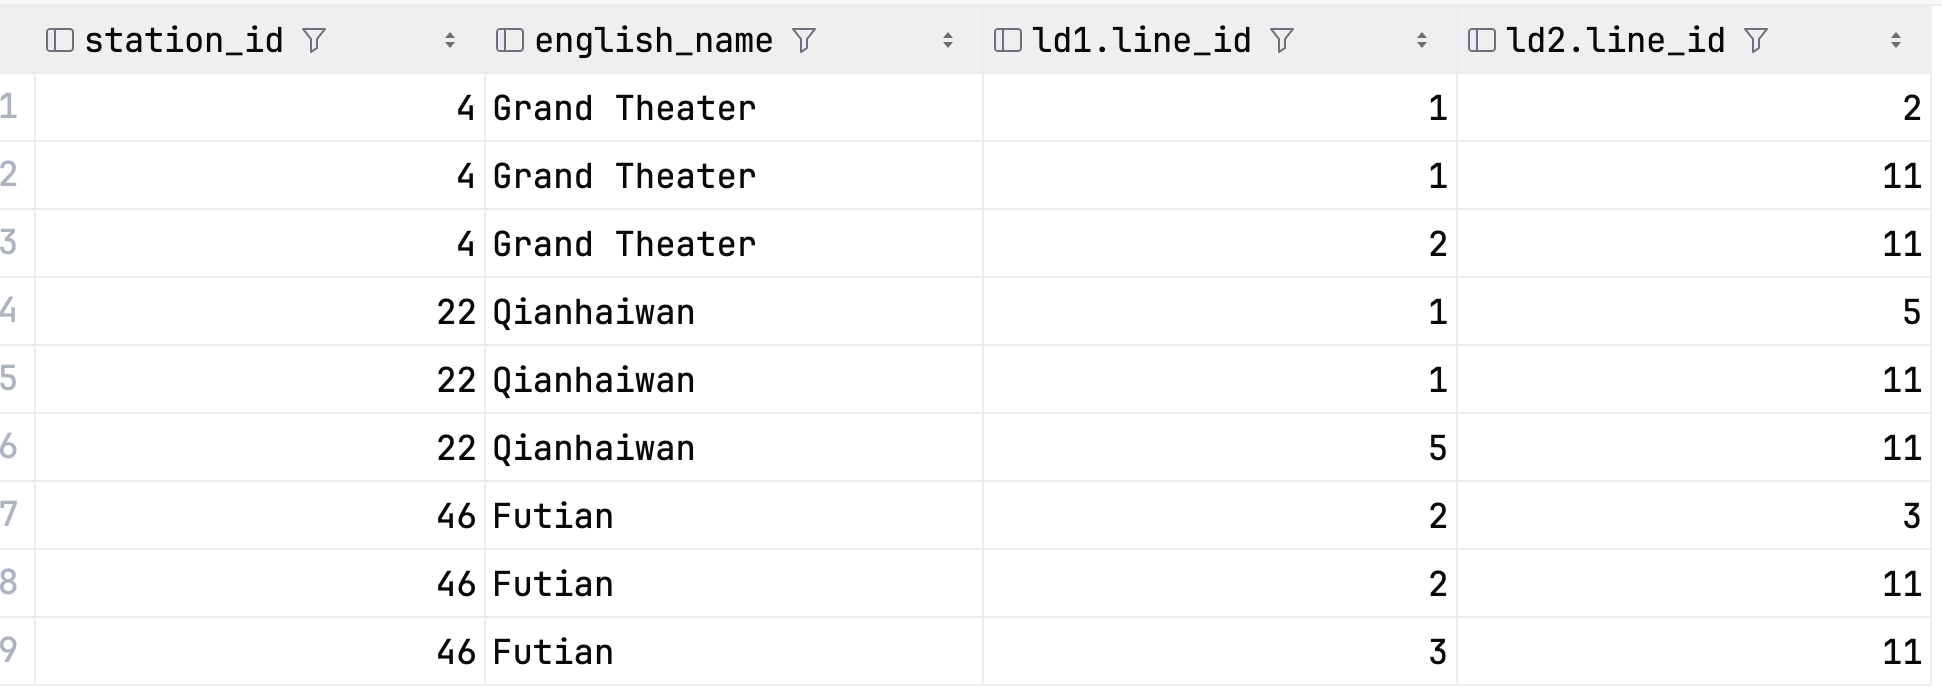 station_id english_name ld1.line_id ld2.line_id
1 4 Grand Theater 1 2
2 4 Grand Theater 1 11
3 4 Grand Theater 2 11
4 22 Qianhaiwan 1 5
5 22 Qianhaiwan 1 11
6 22 Qianhaiwan 5 11
7 46 Futian 2 3
8 46 Futian 2 11
9 46 Futian 3 11